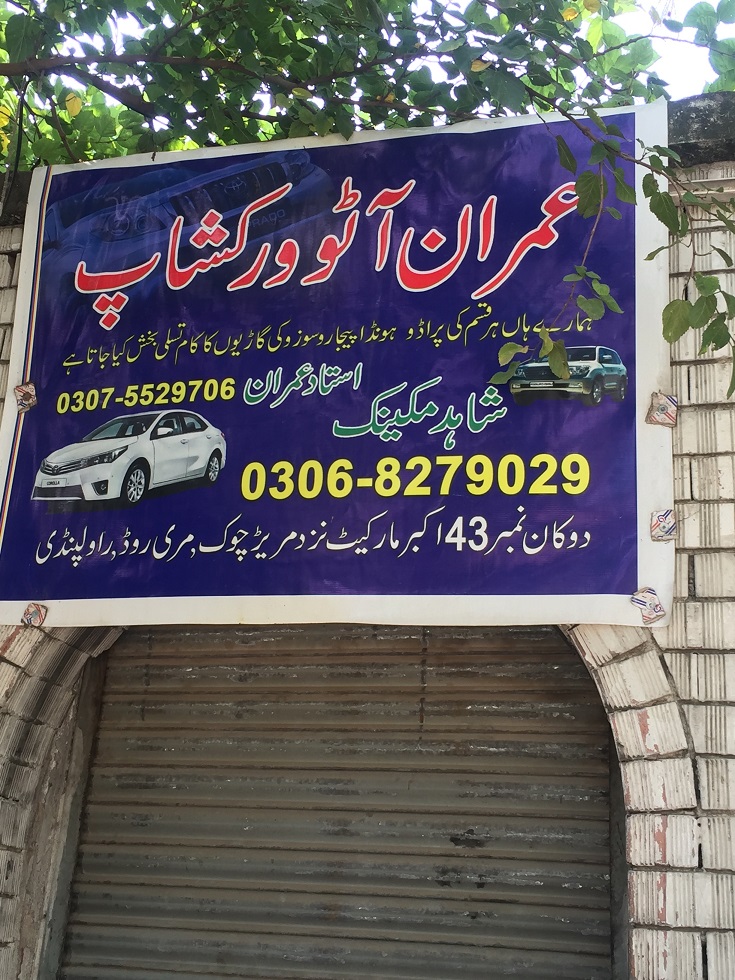 عمران آٹو ورکشاپ
ہمارے ہاں ہر قسم کی پراڈو ہونڈا پیجارو سوزوکی گاڑیوں کا کام تسلی بخش کیا جاتا ہے
استاد عمران 0307-5529706
شاہد مکینک
0306-8279029
دوکان نمبر 43 اکبر مارکیٹ نزد مریڑ چوک, مری روڈ, راولپنڈی
COROLLA